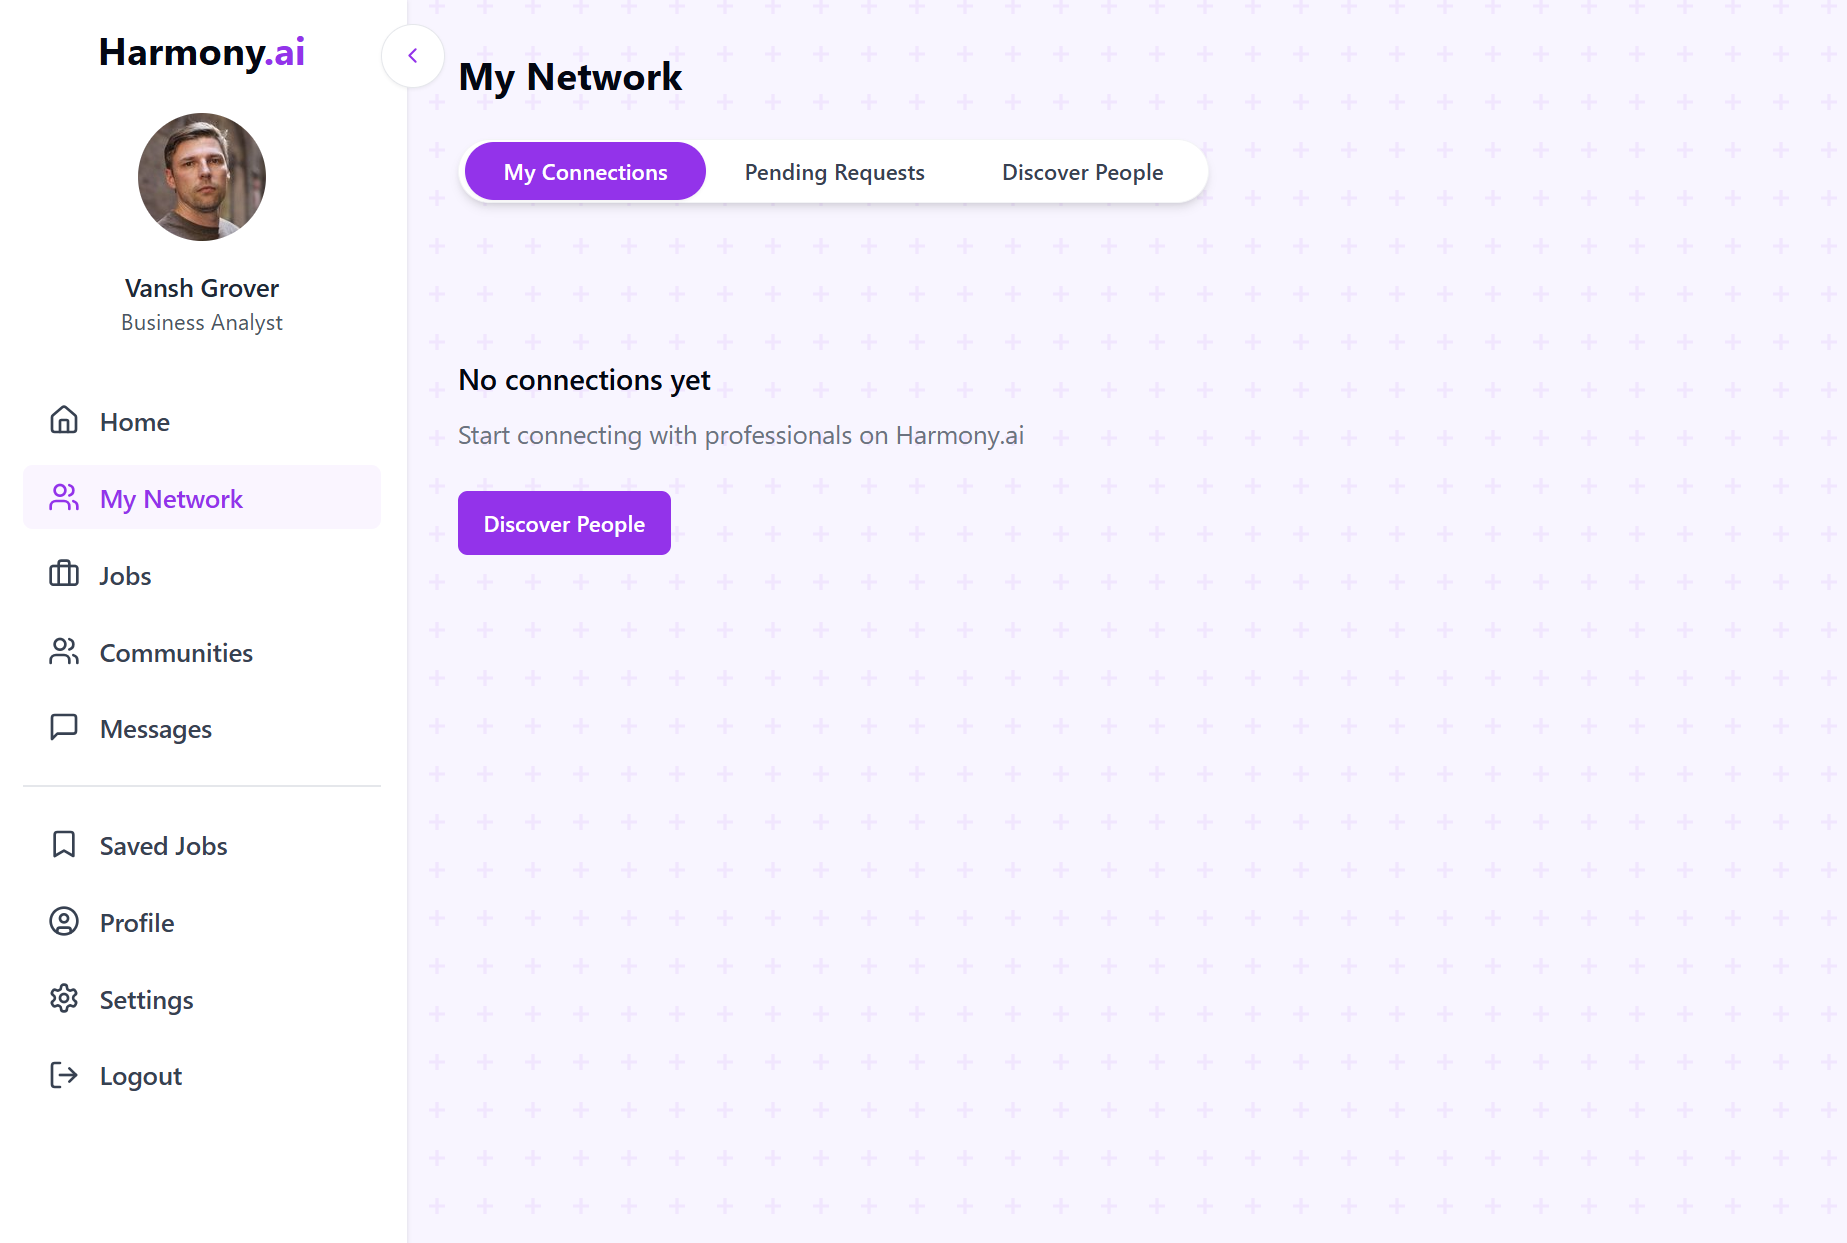 Harmony.ai
Vansh Grover
Business Analyst
Home
My Network
Jobs
Communities
Messages
Saved Jobs
Profile
Settings
Logout
My Network
My Connections Pending Requests Discover People
No connections yet
Start connecting with professionals on Harmony.ai
Discover People